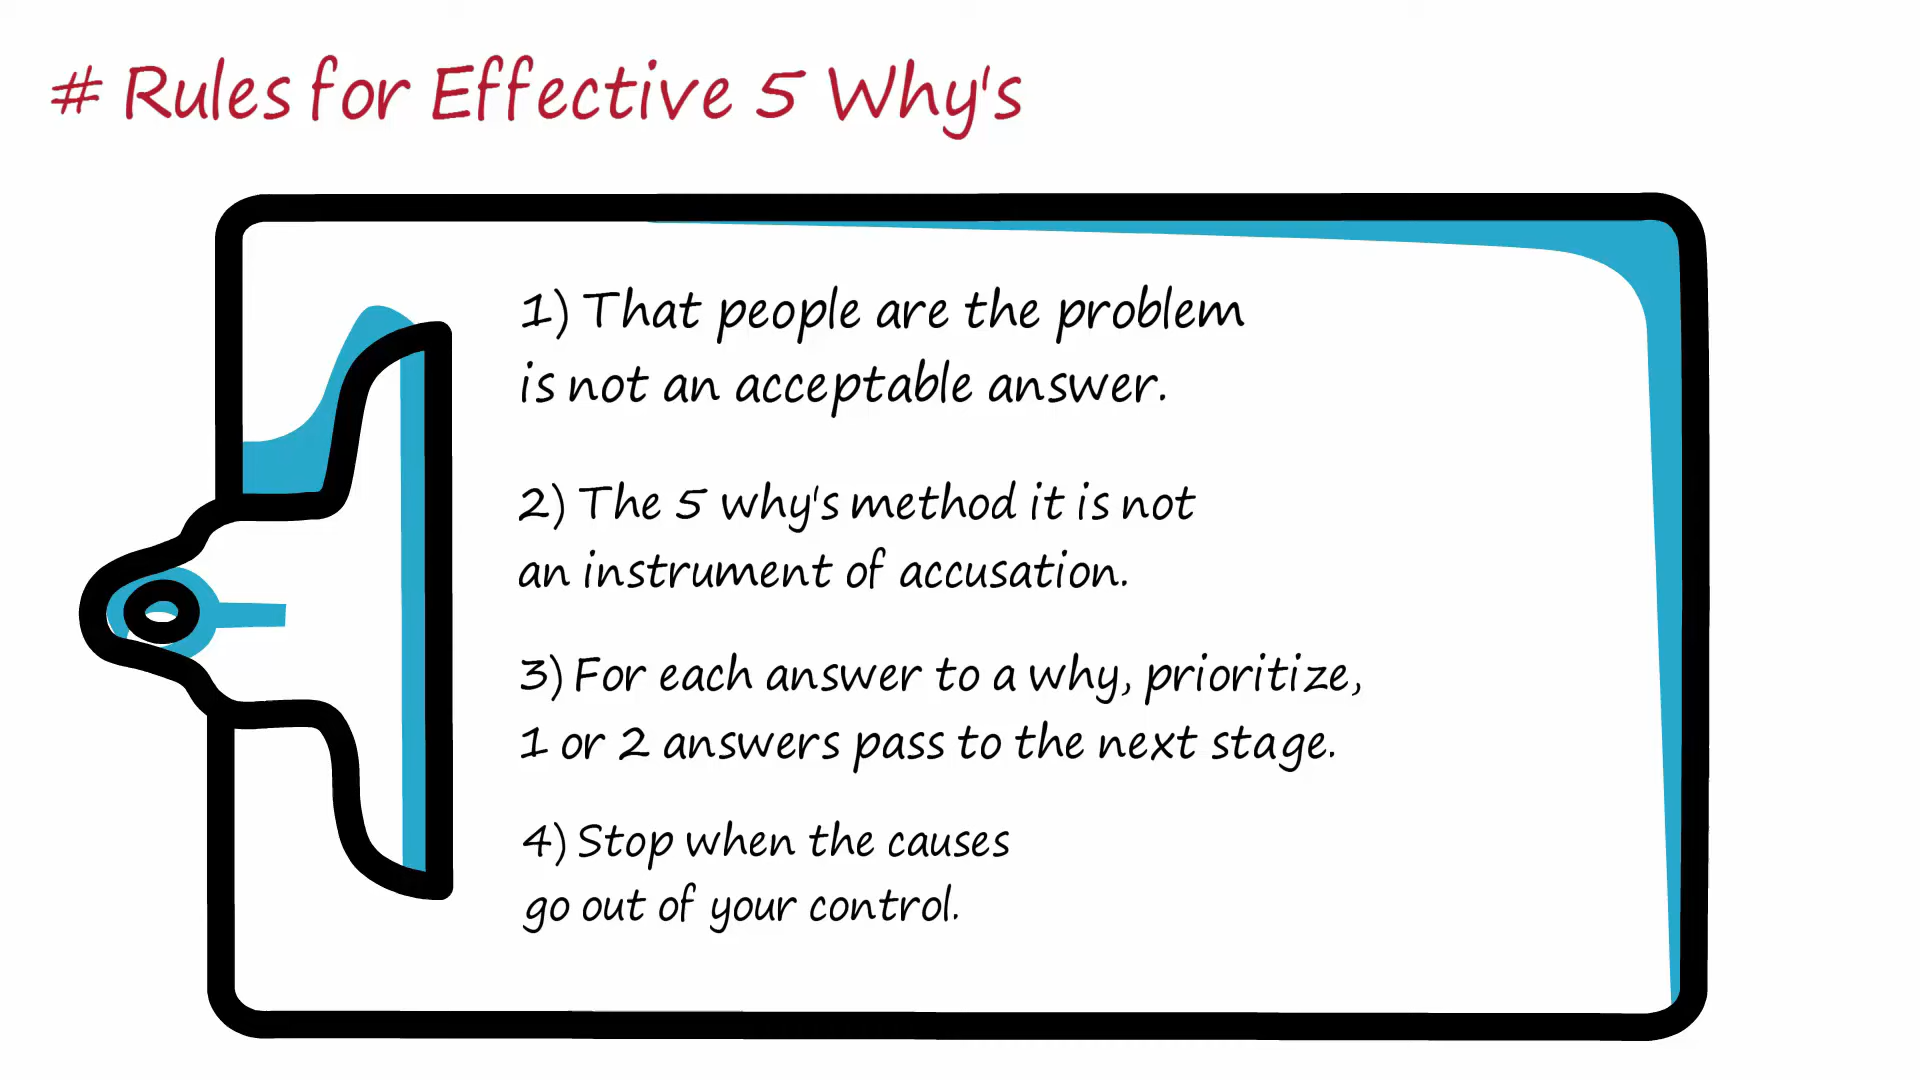 # Rules for Effective 5 Why's
1) That people are the problem
is not an acceptable answer.
2) The 5 why's method it is not
an instrument of accusation.
3) For each answer to a why, prioritize,
1 or 2 answers pass to the next stage.
4) Stop when the causes
go out of your control.